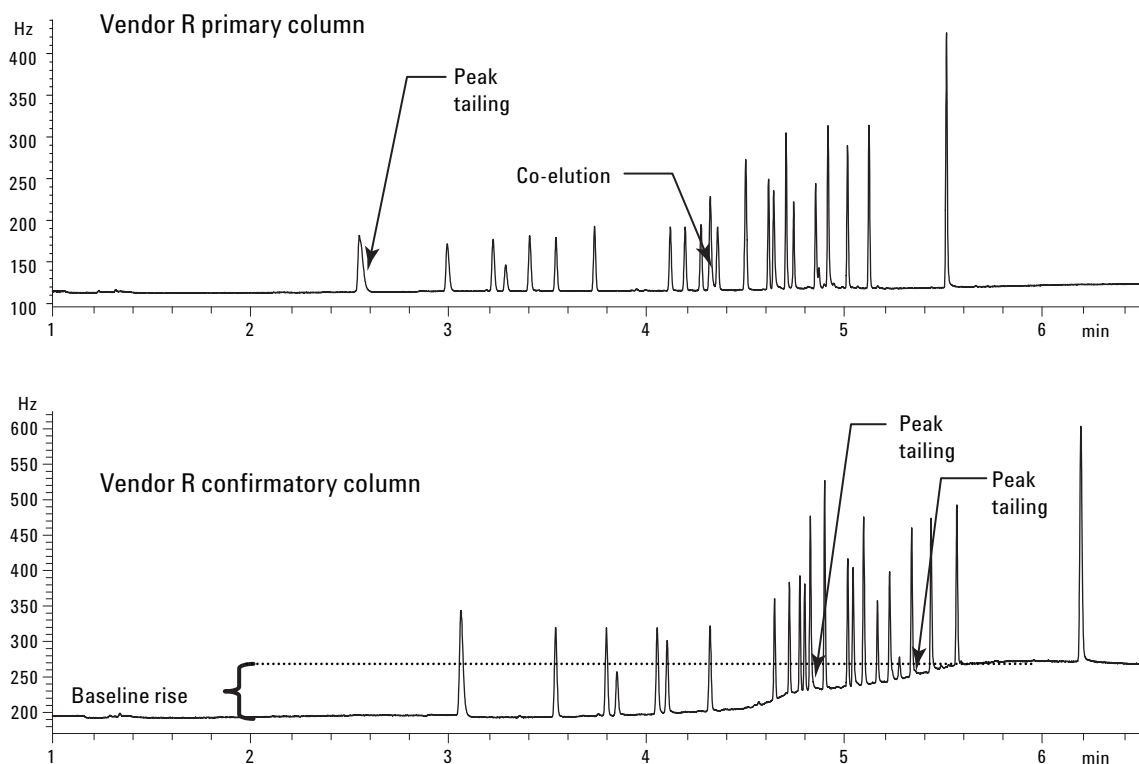 Hz
Vendor R primary column
400
350
300
250
200
150
100
Peak
tailing
Co-elution
1
2
3
4
5
6
min
Hz
Vendor R confirmatory column
600
550
500
450
400
350
300
250
200
Peak
tailing
Peak
tailing
Baseline rise
1
2
3
4
5
6
min